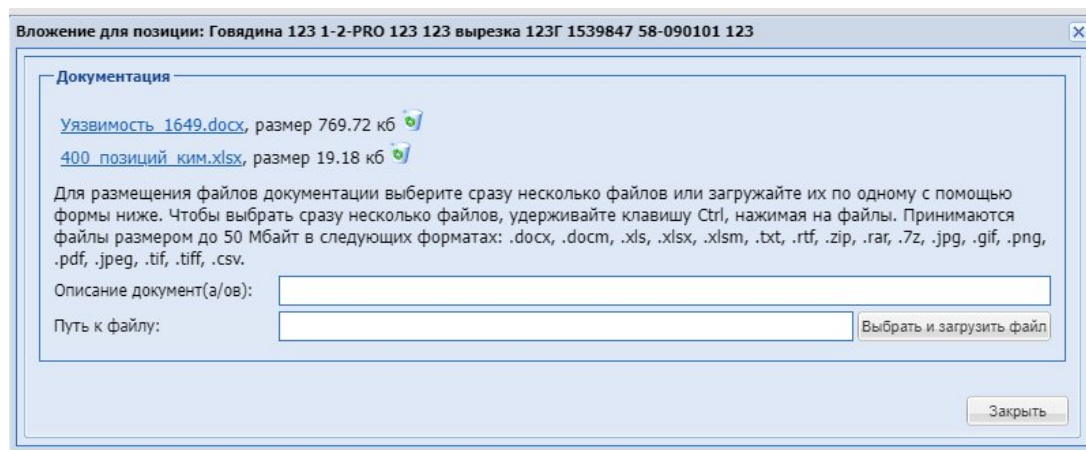 Вложение для позиции: Говядина 123 1-2-PRO 123 123 вырезка 123Г 1539847 58-090101 123
Документация
Уязвимость_1649.docx, размер 769.72 кб
400_позиций_ким.xlsx, размер 19.18 кб
Для размещения файлов документации выберите сразу несколько файлов или загружайте их по одному с помощью
формы ниже. Чтобы выбрать сразу несколько файлов, удерживайте клавишу Ctrl, нажимая на файлы. Принимаются
файлы размером до 50 Мбайт в следующих форматах: .docx, .docm, .xls, .xlsx, .xlsm, .txt, .rtf, .zip, .rar, .7z, .jpg, .gif, .png,
.pdf, .jpeg, .tif, .tiff, .csv.
Описание документ(а/ов):
Путь к файлу:
Выбрать и загрузить файл
Закрыть